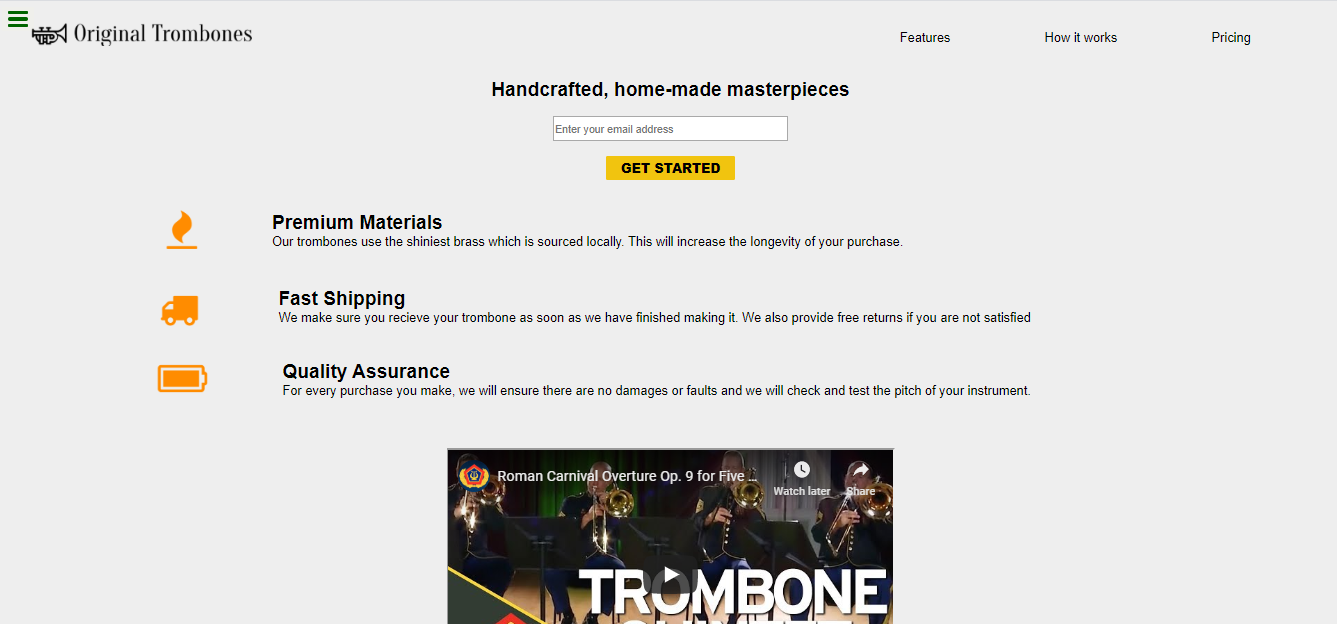 Original Trombones
Features
How it works
Pricing
Handcrafted, home-made masterpieces
Enter your email address
GET STARTED
Premium Materials
Our trombones use the shiniest brass which is sourced locally. This will increase the longevity of your purchase.
Fast Shipping
We make sure you recieve your trombone as soon as we have finished making it. We also provide free returns if you are not satisfied
Quality Assurance
For every purchase you make, we will ensure there are no damages or faults and we will check and test the pitch of your instrument.
Roman Carnival Overture Op. 9 for Five ...
Watch later
Share
TROMBONE